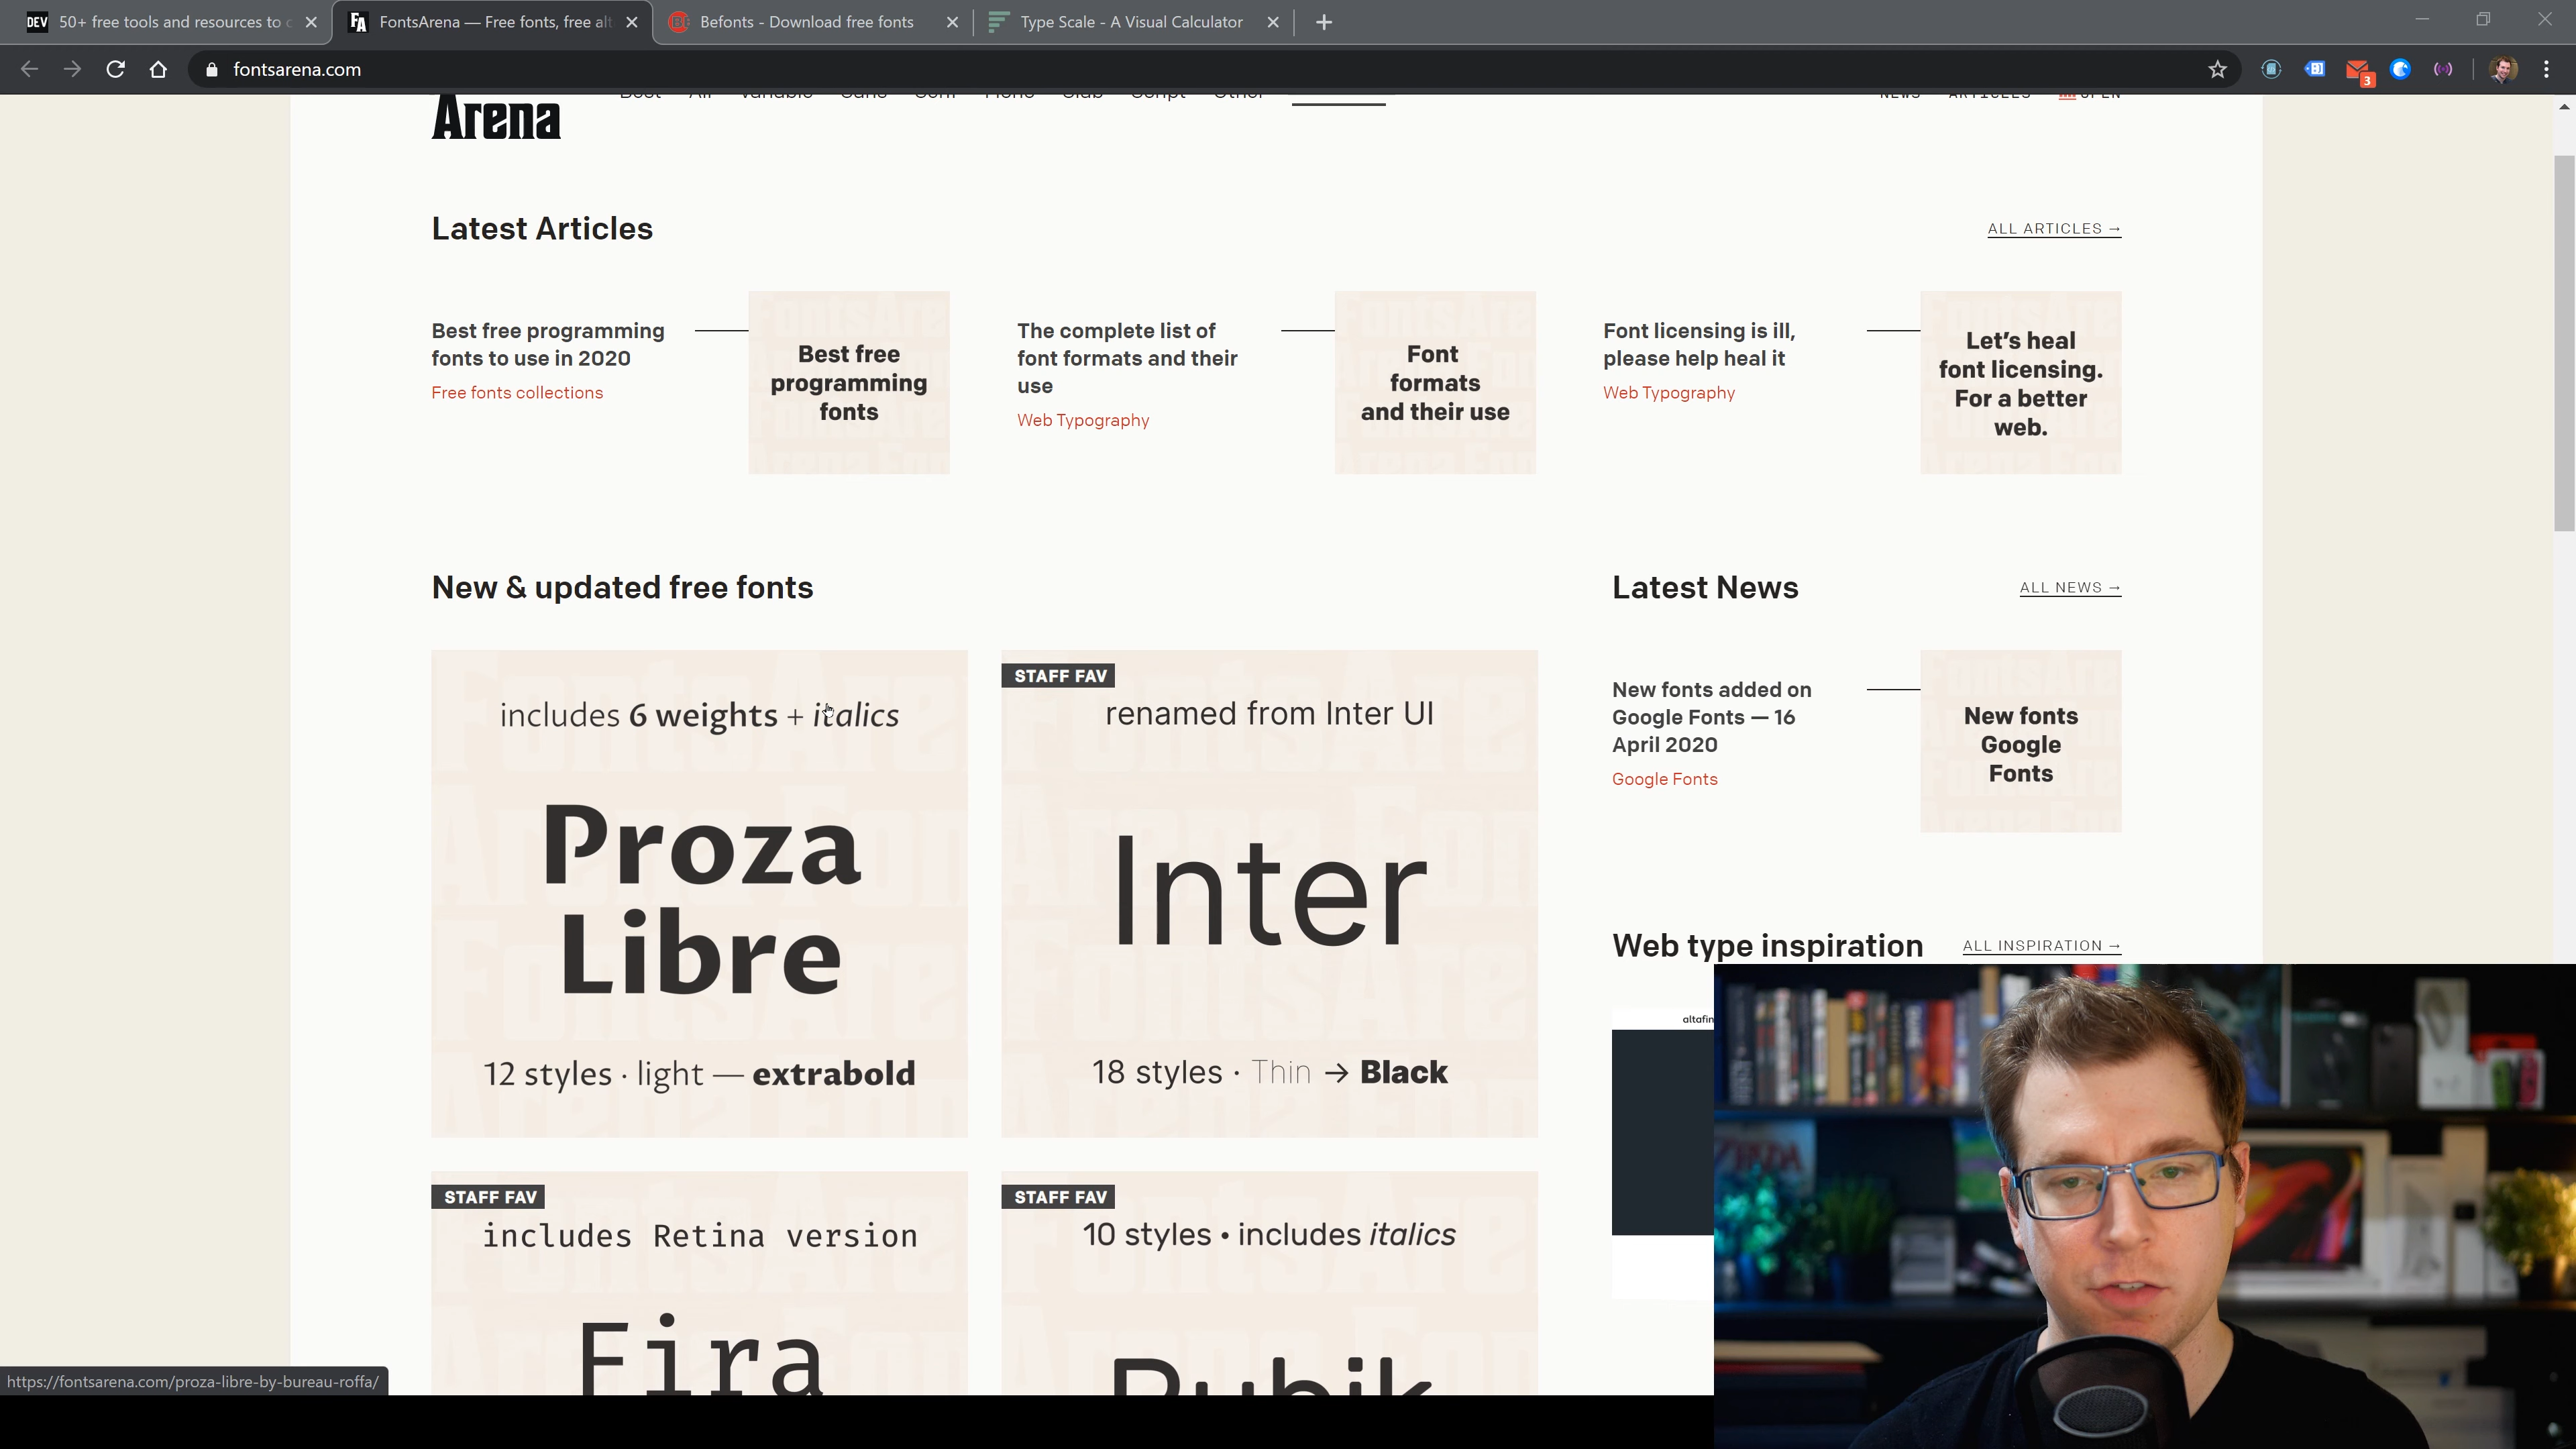 DEV 50+ free tools and resources to c
FA FontsArena — Free fonts, free alt
Befonts - Download free fonts
Type Scale - A Visual Calculator
fontsarena.com
3
Arena
Best All Variable Sans Serif Mono Slab Script Other
NEWS ARTICLES OPEN
Latest Articles
ALL ARTICLES →
Best free programming
fonts to use in 2020
Free fonts collections
Best free
programming
fonts
The complete list of
font formats and their
use
Web Typography
Font
formats
and their use
Font licensing is ill,
please help heal it
Web Typography
Let's heal
font licensing.
For a better
web.
New & updated free fonts
includes 6 weights + italics
Proza
Libre
12 styles · light — extrabold
STAFF FAV
renamed from Inter UI
Inter
18 styles · Thin → Black
STAFF FAV
includes Retina version
Fira
STAFF FAV
10 styles • includes italics
Rubik
Latest News
ALL NEWS →
New fonts added on
Google Fonts — 16
April 2020
Google Fonts
New fonts
Google
Fonts
Web type inspiration
ALL INSPIRATION →
altafin
https://fontsarena.com/proza-libre-by-bureau-roffa/